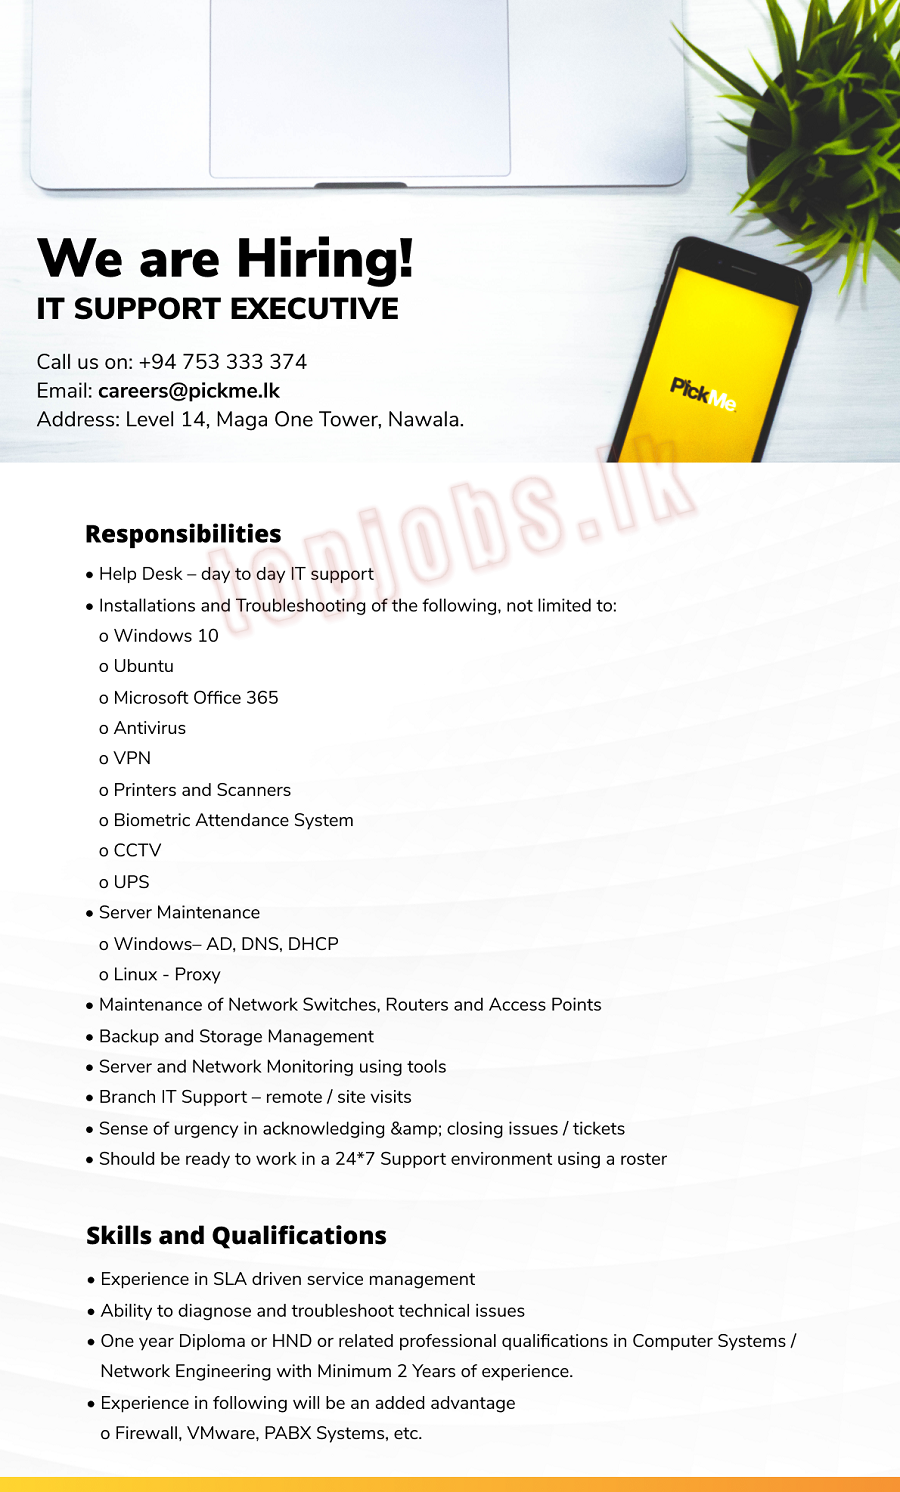 We are Hiring!
IT SUPPORT EXECUTIVE
Call us on: +94 753 333 374
Email: careers@pickme.lk
Address: Level 14, Maga One Tower, Nawala.
PickMe
topjobs.lk
Responsibilities
• Help Desk – day to day IT support
• Installations and Troubleshooting of the following, not limited to:
o Windows 10
o Ubuntu
o Microsoft Office 365
o Antivirus
o VPN
o Printers and Scanners
o Biometric Attendance System
o CCTV
o UPS
• Server Maintenance
o Windows– AD, DNS, DHCP
o Linux - Proxy
• Maintenance of Network Switches, Routers and Access Points
• Backup and Storage Management
• Server and Network Monitoring using tools
• Branch IT Support – remote / site visits
• Sense of urgency in acknowledging &amp; closing issues / tickets
• Should be ready to work in a 24*7 Support environment using a roster
Skills and Qualifications
• Experience in SLA driven service management
• Ability to diagnose and troubleshoot technical issues
• One year Diploma or HND or related professional qualifications in Computer Systems /
Network Engineering with Minimum 2 Years of experience.
• Experience in following will be an added advantage
o Firewall, VMware, PABX Systems, etc.